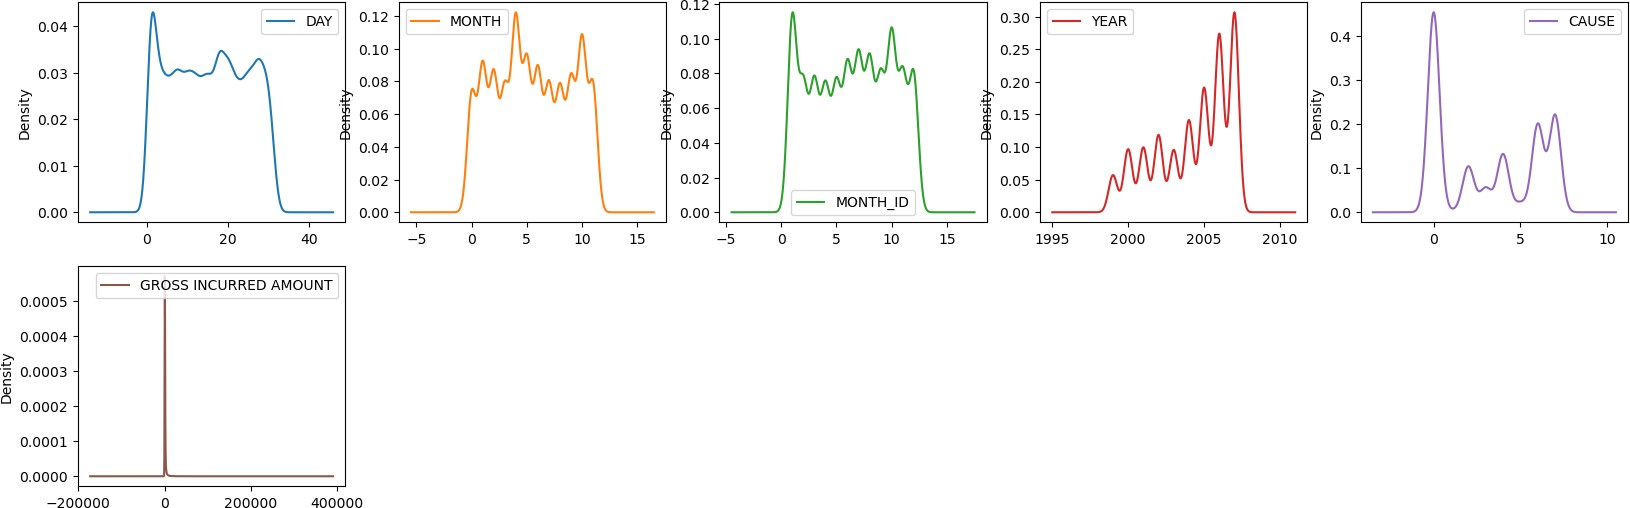 DAY
Density
0.04
0.03
0.02
0.01
0.00
0 20 40
MONTH
Density
0.12
0.10
0.08
0.06
0.04
0.02
0.00
−5 0 5 10 15
MONTH_ID
Density
0.12
0.10
0.08
0.06
0.04
0.02
0.00
−5 0 5 10 15
YEAR
Density
0.30
0.25
0.20
0.15
0.10
0.05
0.00
1995 2000 2005 2010
CAUSE
Density
0.4
0.3
0.2
0.1
0.0
0 5 10
GROSS INCURRED AMOUNT
Density
0.0005
0.0004
0.0003
0.0002
0.0001
0.0000
−200000 0 200000 400000